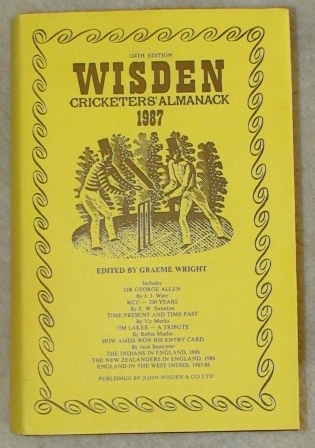 124TH EDITION
WISDEN
CRICKETERS' ALMANACK
1987
EDITED BY GRAEME WRIGHT
Includes
SIR GEORGE ALLEN
By J. J. Warr
MCC — 200 YEARS
By E. W. Swanton
TIME PRESENT AND TIME PAST
By Vic Marks
JIM LAKER — A TRIBUTE
By Robin Marlar
HOW AMISS WON HIS ENTRY CARD
By Jack Bannister
THE INDIANS IN ENGLAND, 1986
THE NEW ZEALANDERS IN ENGLAND, 1986
ENGLAND IN THE WEST INDIES, 1985-86
PUBLISHED BY JOHN WISDEN & CO LTD